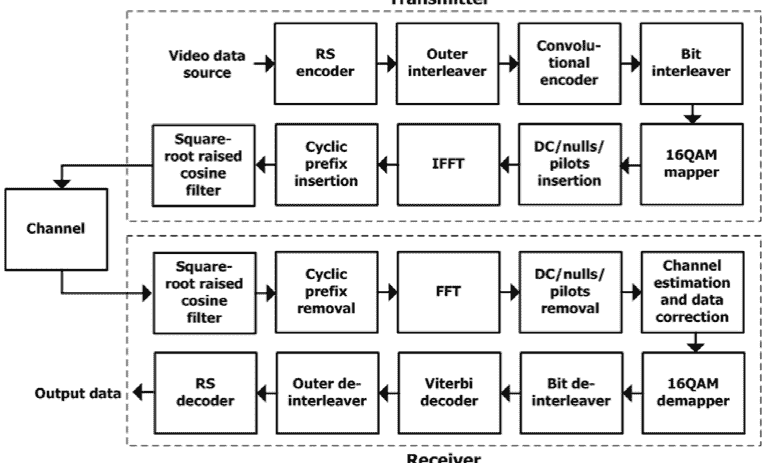 Transmitter
Video data
source
RS
encoder
Outer
interleaver
Convolu-
tional
encoder
Bit
interleaver
Square-
root raised
cosine
filter
Cyclic
prefix
insertion
IFFT
DC/nulls/
pilots
insertion
16QAM
mapper
Channel
Square-
root raised
cosine
filter
Cyclic
prefix
removal
FFT
DC/nulls/
pilots
removal
Channel
estimation
and data
correction
Output data
RS
decoder
Outer de-
interleaver
Viterbi
decoder
Bit de-
interleaver
16QAM
demapper
Receiver